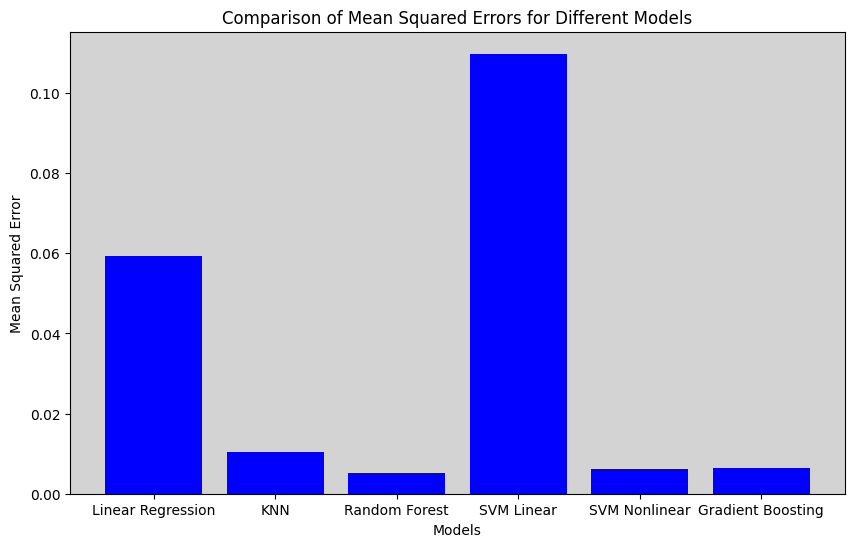 Comparison of Mean Squared Errors for Different Models
Mean Squared Error
0.10
0.08
0.06
0.04
0.02
0.00
Linear Regression
KNN
Random Forest
SVM Linear
SVM Nonlinear
Gradient Boosting
Models